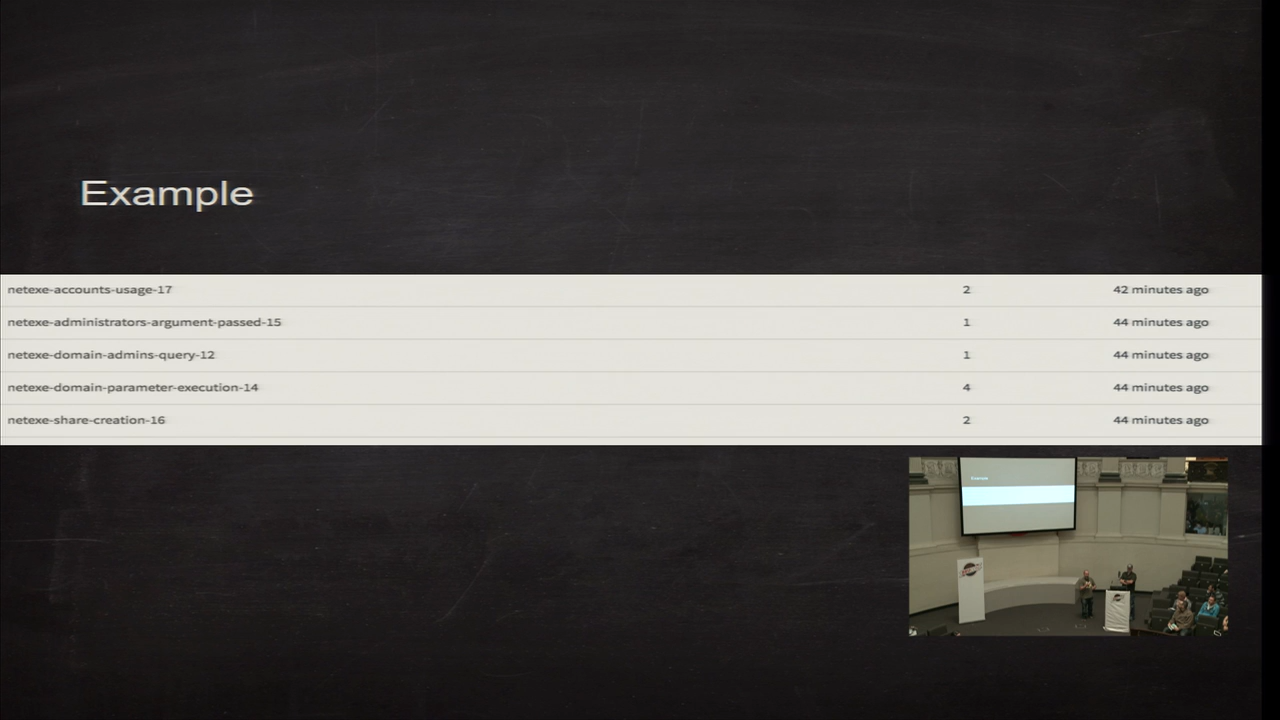 Example
netexe-accounts-usage-17 2 42 minutes ago
netexe-administrators-argument-passed-15 1 44 minutes ago
netexe-domain-admins-query-12 1 44 minutes ago
netexe-domain-parameter-execution-14 4 44 minutes ago
netexe-share-creation-16 2 44 minutes ago